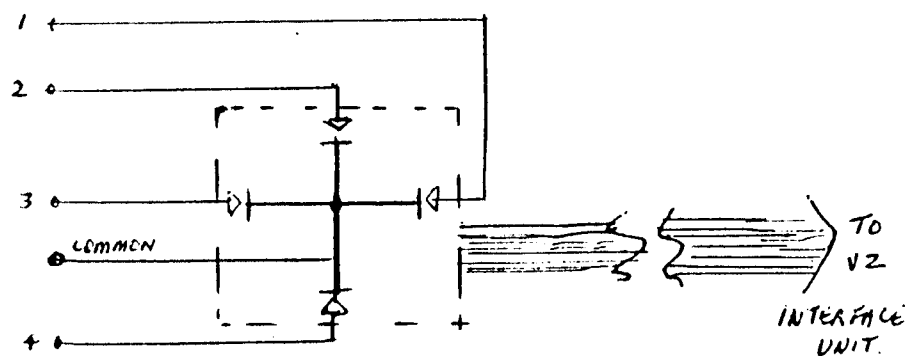 1
2
3
COMMON
4
TO
VZ
INTERFACE
UNIT.